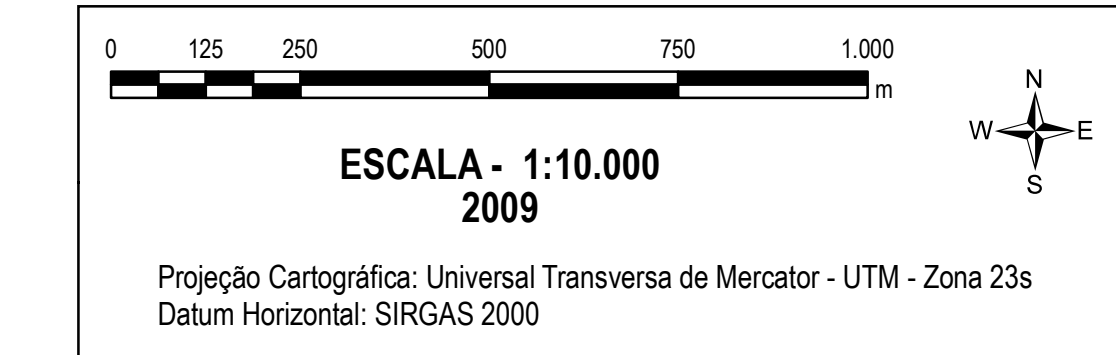 0 125 250 500 750 1.000
m
N
W E
S
ESCALA - 1:10.000
2009
Projeção Cartográfica: Universal Transversa de Mercator - UTM - Zona 23s
Datum Horizontal: SIRGAS 2000